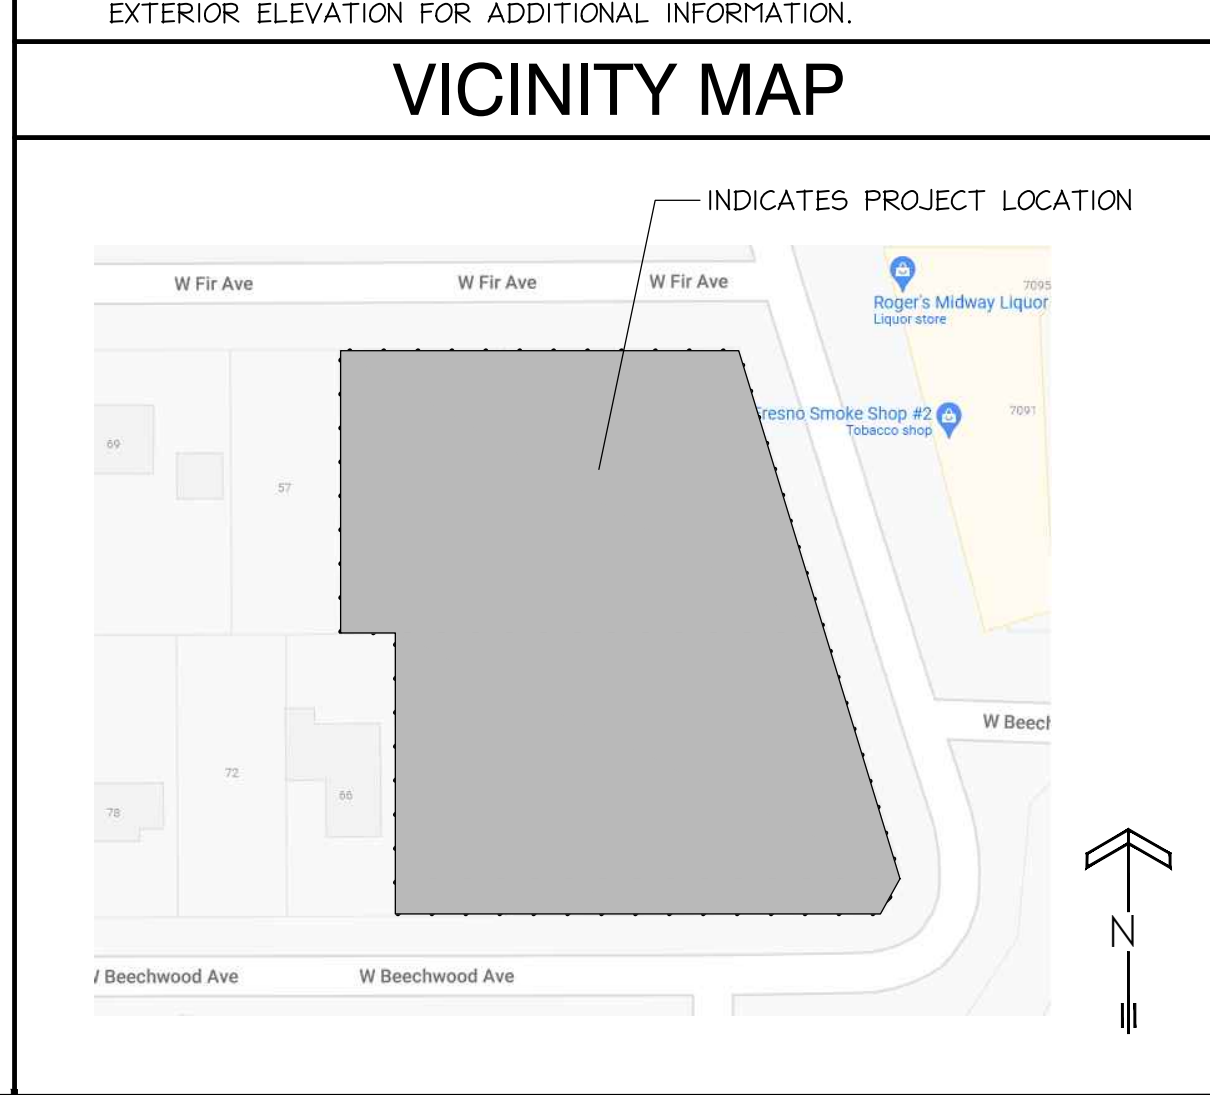 EXTERIOR ELEVATION FOR ADDITIONAL INFORMATION.
VICINITY MAP
INDICATES PROJECT LOCATION
W Fir Ave W Fir Ave W Fir Ave
7095
Roger's Midway Liquor
Liquor store
Fresno Smoke Shop #2
Tobacco shop
7091
69
57
W Beech
72
66
78
N
W Beechwood Ave W Beechwood Ave